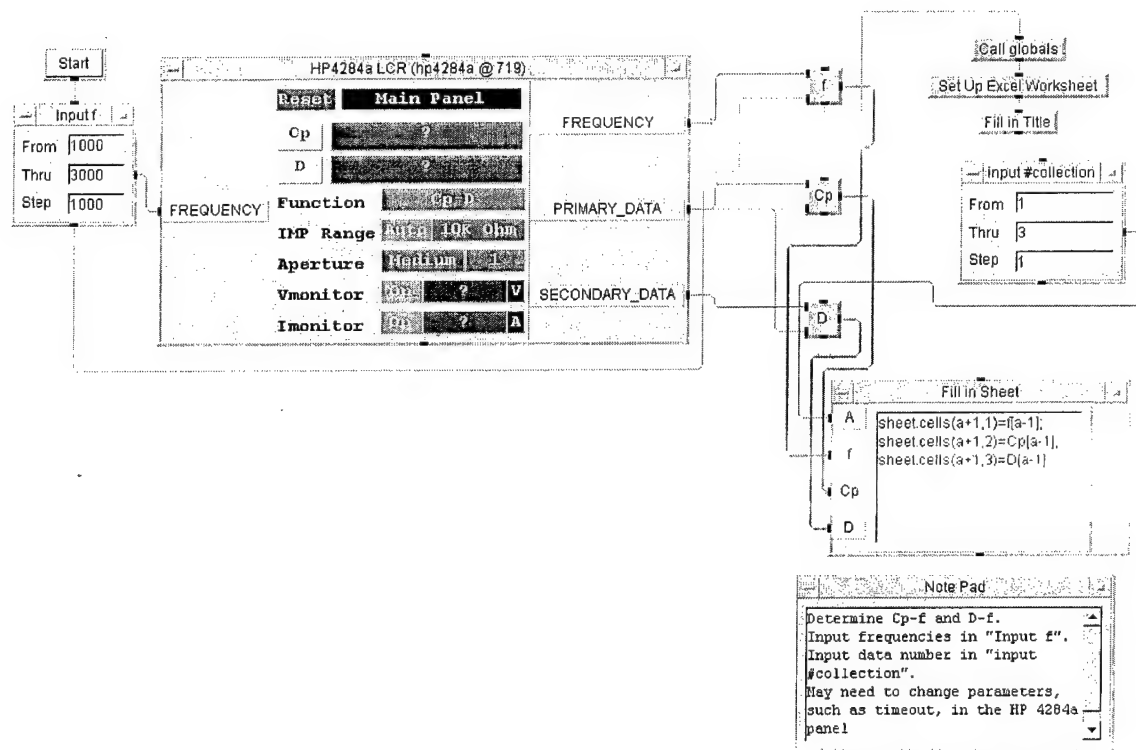 Start
Input f
From 1000
Thru 3000
Step 1000
HP4284a LCR (hp4284a @ 719)
Reset Main Panel
Cp ?
D ?
Function Cp-D
IMP Range Auto 10k Ohm
Aperture Medium 1
Vmonitor On ? V
Imonitor On ? A
FREQUENCY
FREQUENCY
PRIMARY_DATA
SECONDARY_DATA
f
Cp
D
Call globals
Set Up Excel Worksheet
Fill in Title
Input #collection
From 1
Thru 3
Step 1
Fill in Sheet
A
f
Cp
D
sheet.cells(a+1,1)=f[a-1];
sheet.cells(a+1,2)=Cp[a-1],
sheet.cells(a+1,3)=D[a-1]
Note Pad
Determine Cp-f and D-f.
Input frequencies in "Input f".
Input data number in "input
#collection".
May need to change parameters,
such as timeout, in the HP 4284a
panel